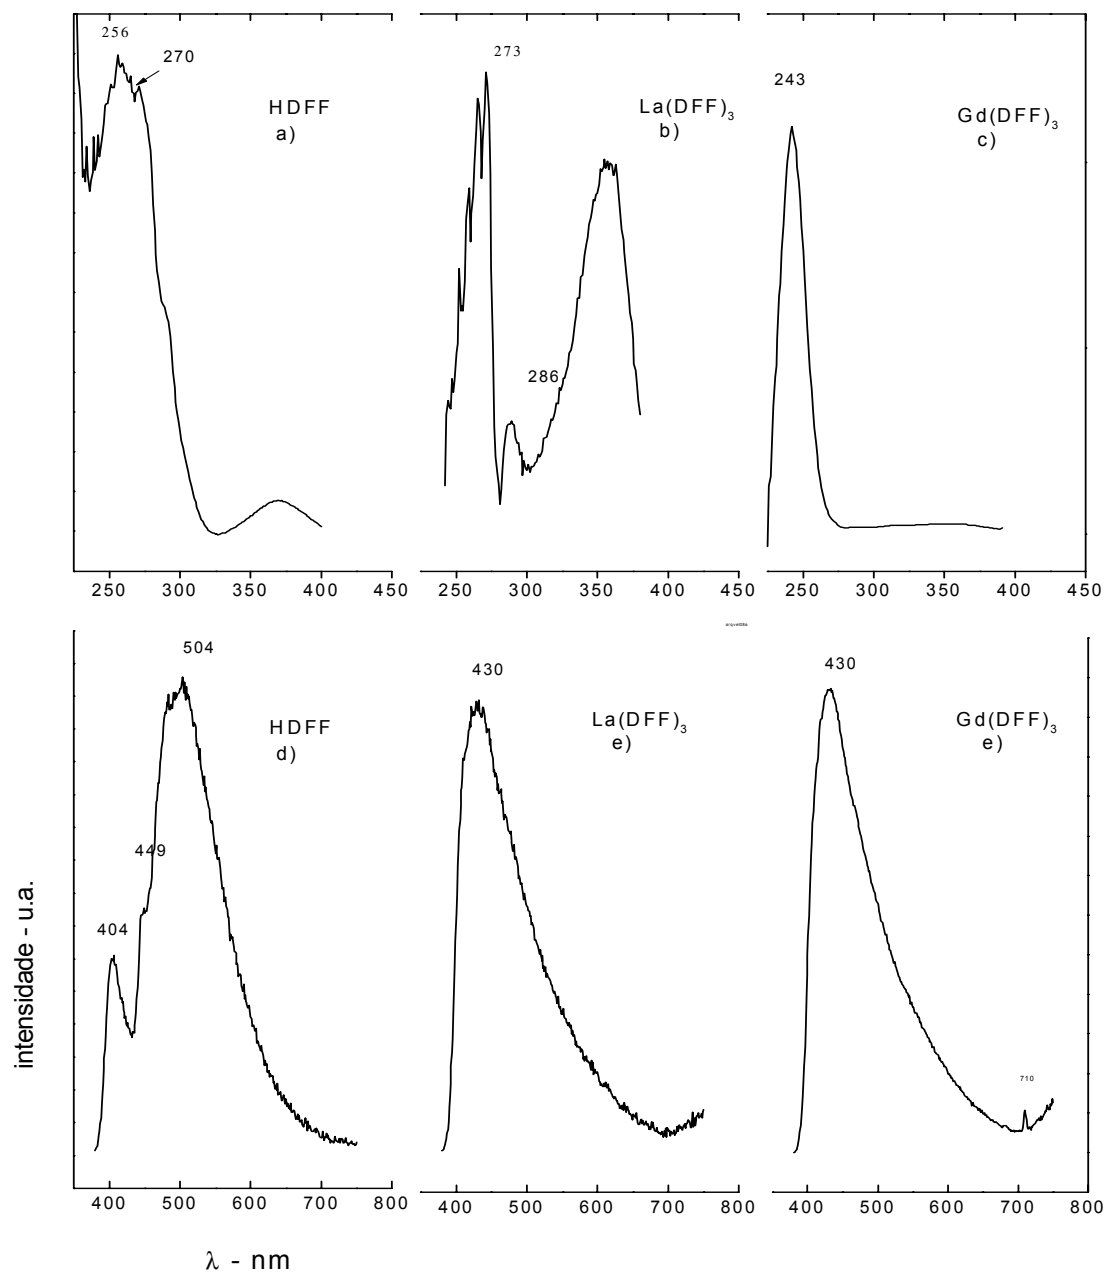 256
270
HDFF
a)
273
La(DFF)3
b)
286
243
Gd(DFF)3
c)
250 300 350 400
250 300 350 400 450
250 300 350 400 450
504
HDFF
d)
449
404
430
La(DFF)3
e)
430
Gd(DFF)3
e)
710
intensidade - u.a.
400 500 600 700
400 500 600 700 800
400 500 600 700 800
λ - nm